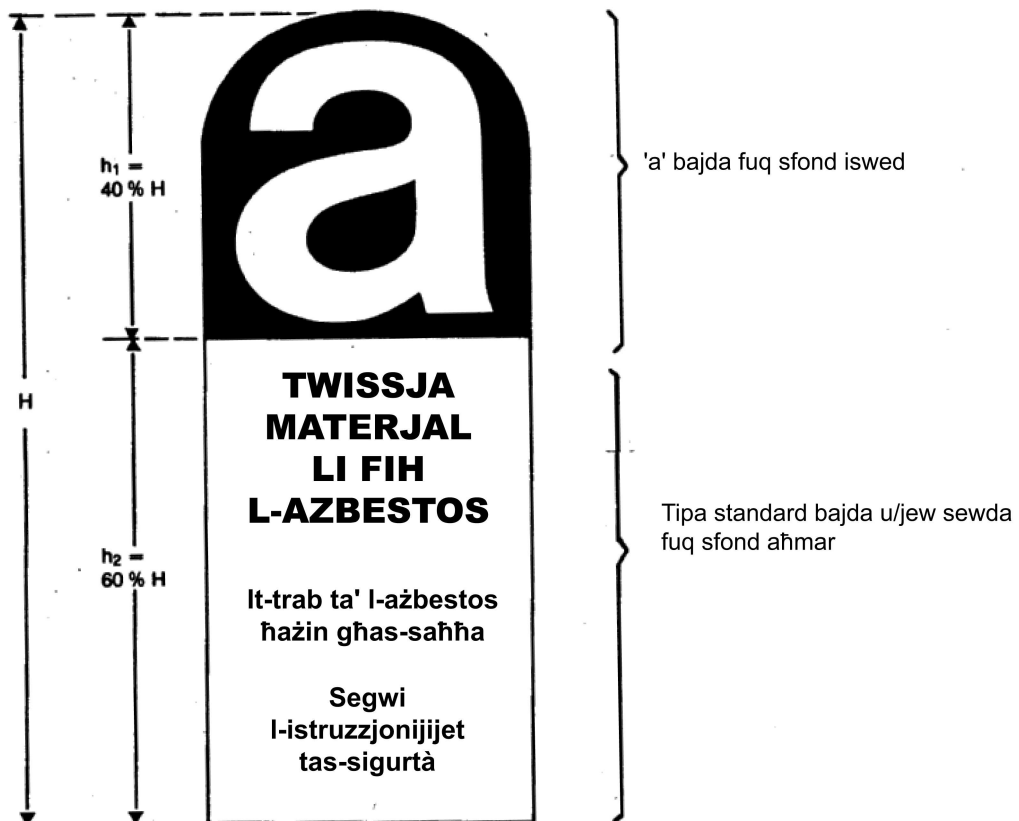 a
h₁ =
40 % H
'a' bajda fuq sfond iswed
H
TWISSJA
MATERJAL
LI FIH
L-AZBESTOS
Tipa standard bajda u/jew sewda
fuq sfond aħmar
h₂ =
60 % H
It-trab ta' l-ażbestos
ħażin għas-saħħa
Segwi
l-istruzzjonijijet
tas-sigurtà